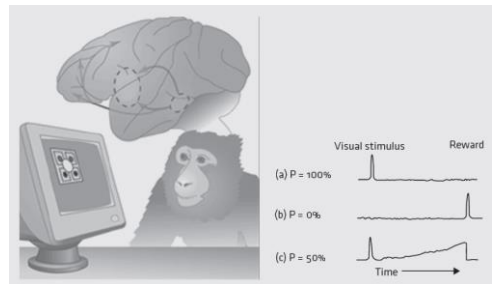 Visual stimulus Reward
(a) P = 100%
(b) P = 0%
(c) P = 50%
Time